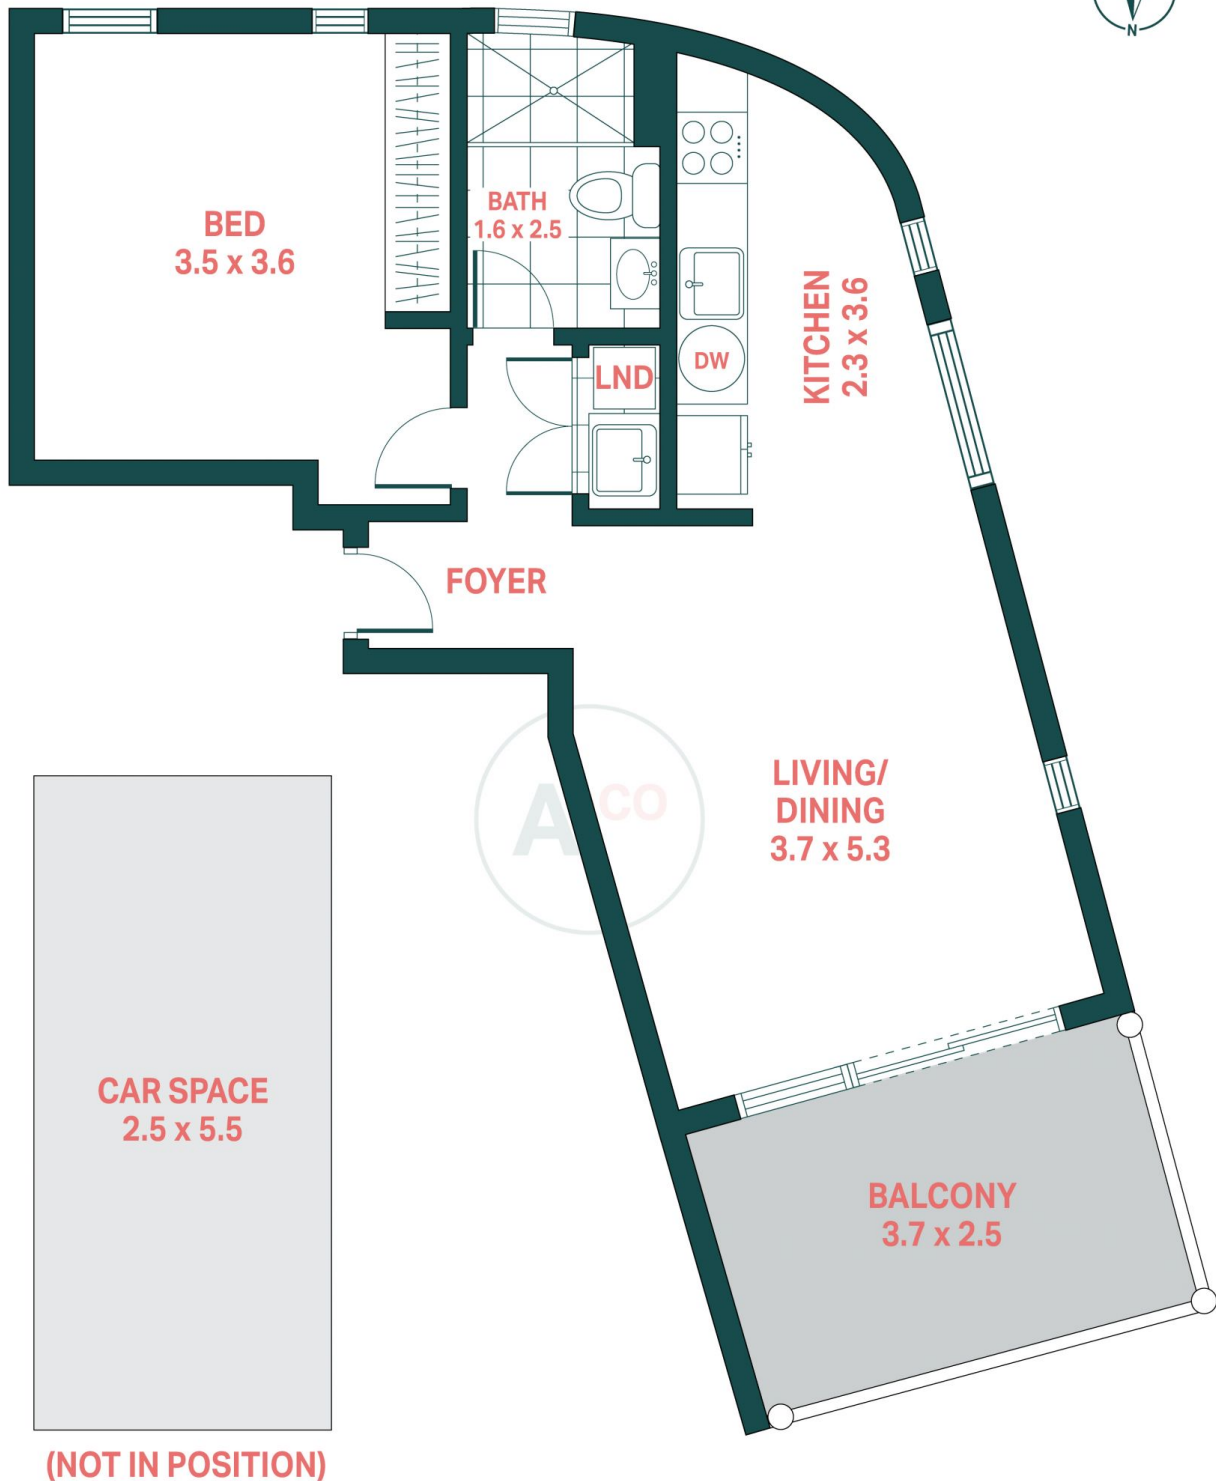 N
BED
3.5 x 3.6
BATH
1.6 x 2.5
KITCHEN
2.3 x 3.6
LND
DW
FOYER
LIVING/
DINING
3.7 x 5.3
A CO
CAR SPACE
2.5 x 5.5
BALCONY
3.7 x 2.5
(NOT IN POSITION)